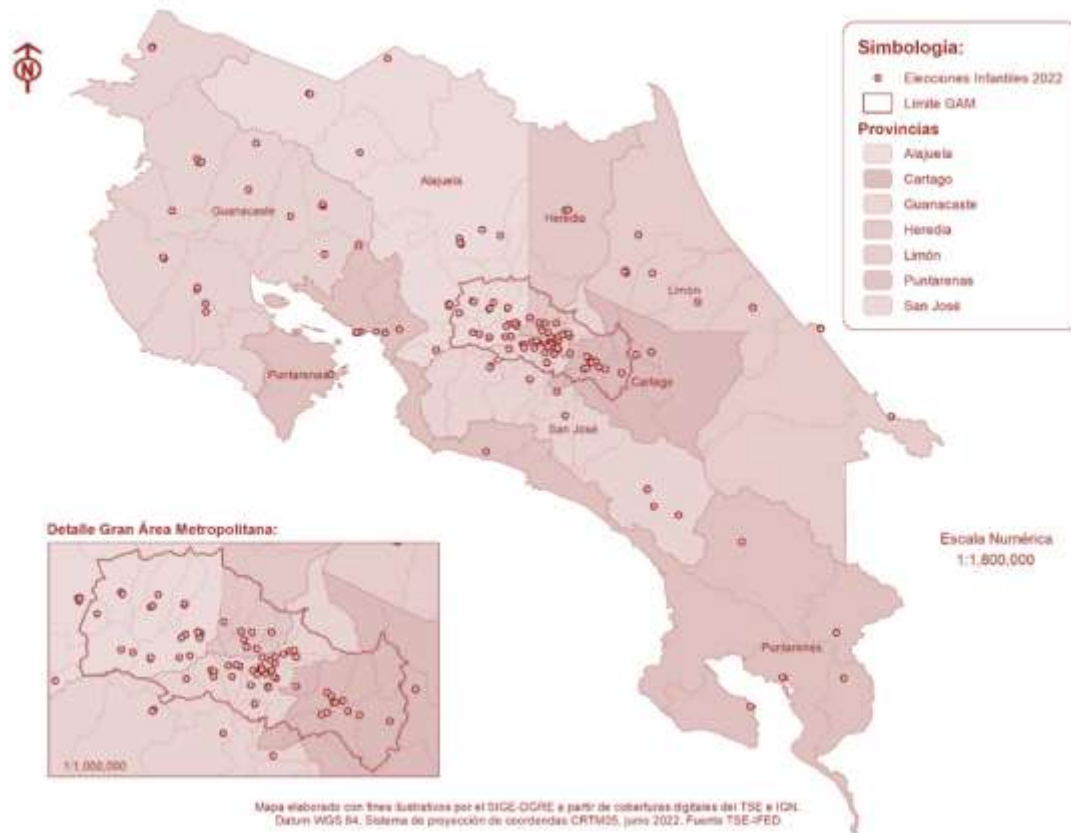 N
Simbología:
Elecciones Infantiles 2022
Límite GAM
Provincias
Alajuela
Cartago
Guanacaste
Heredia
Limón
Puntarenas
San José
Alajuela
Guanacaste
Heredia
Limón
Puntarenas
Cartago
San José
Puntarenas
Escala Numérica
1:1,800,000
Detalle Gran Área Metropolitana:
1:1,000,000
Mapa elaborado con fines ilustrativos por el SIGE-DGRE a partir de coberturas digitales del TSE e IGN.
Datum WGS 84. Sistema de proyección de coordendas CRTM05, junio 2022. Fuente TSE-IFED.